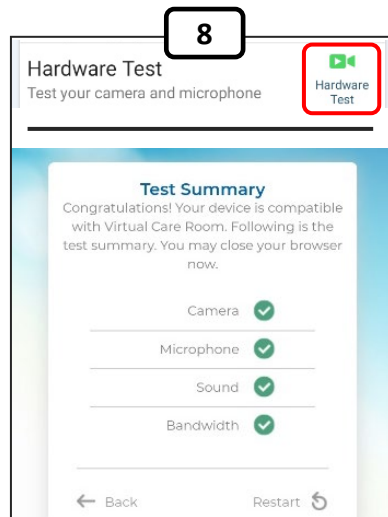 8
Hardware Test
Test your camera and microphone
Hardware
Test
Test Summary
Congratulations! Your device is compatible
with Virtual Care Room. Following is the
test summary. You may close your browser
now.
Camera
Microphone
Sound
Bandwidth
Back
Restart